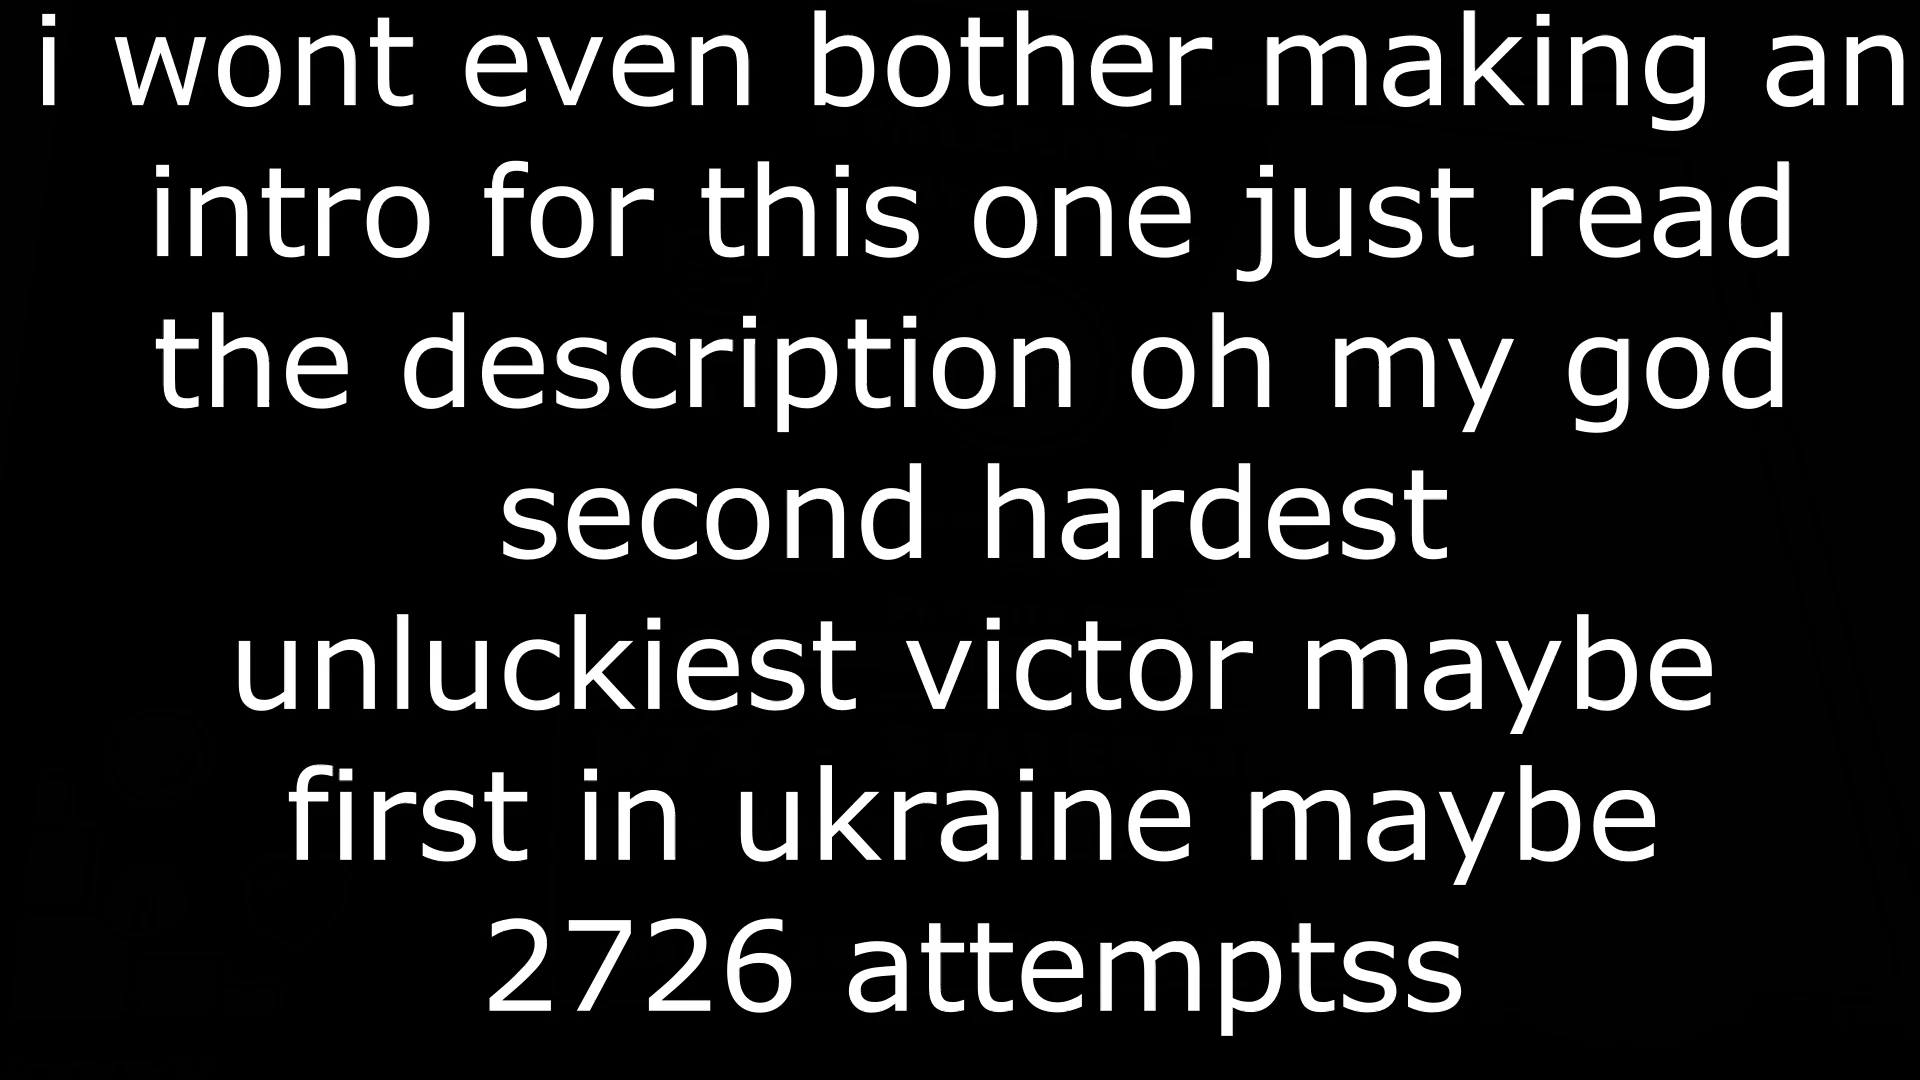 i wont even bother making an
intro for this one just read
the description oh my god
second hardest
unluckiest victor maybe
first in ukraine maybe
2726 attemptss